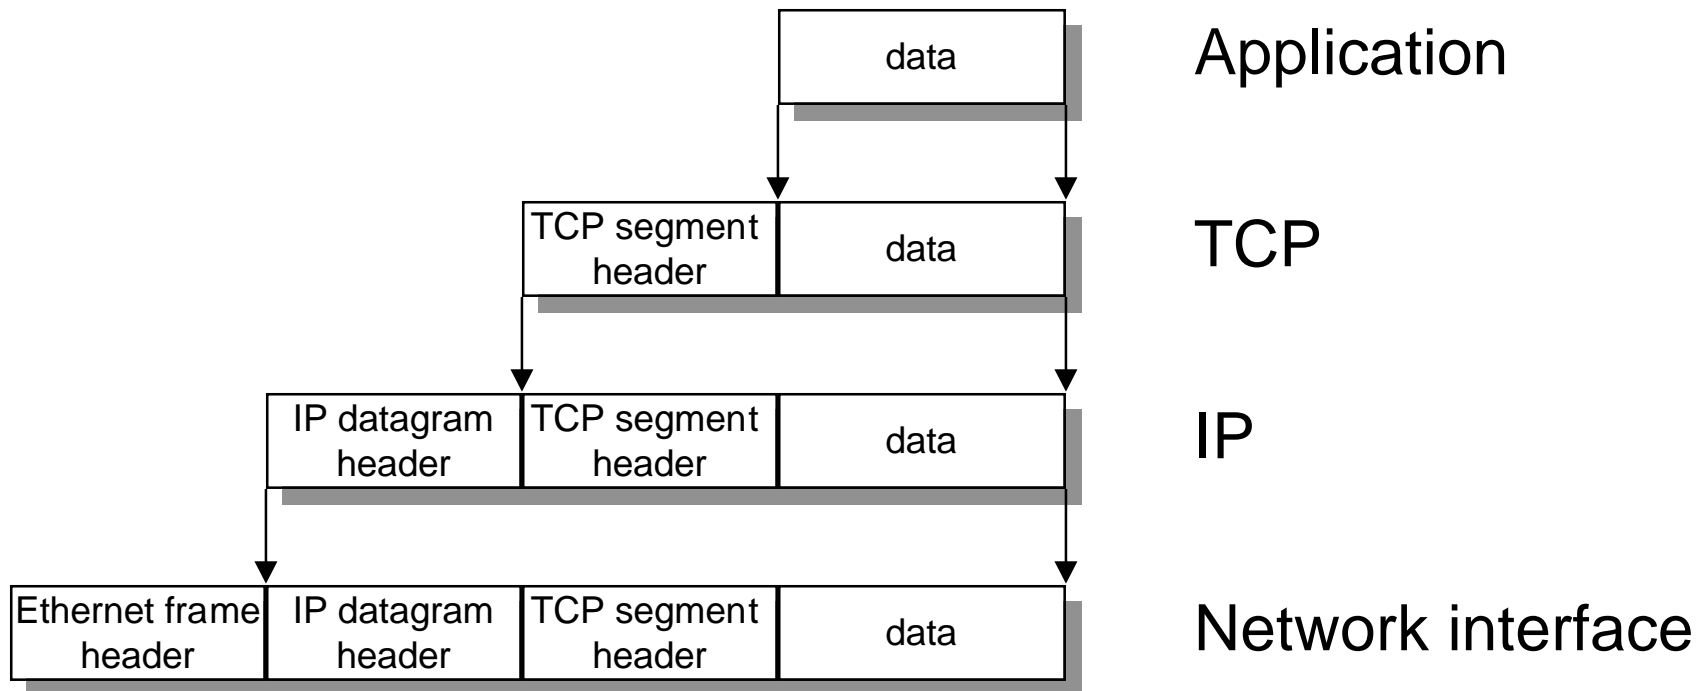 data
Application
TCP segment
header
data
TCP
IP datagram
header
TCP segment
header
data
IP
Ethernet frame
header
IP datagram
header
TCP segment
header
data
Network interface